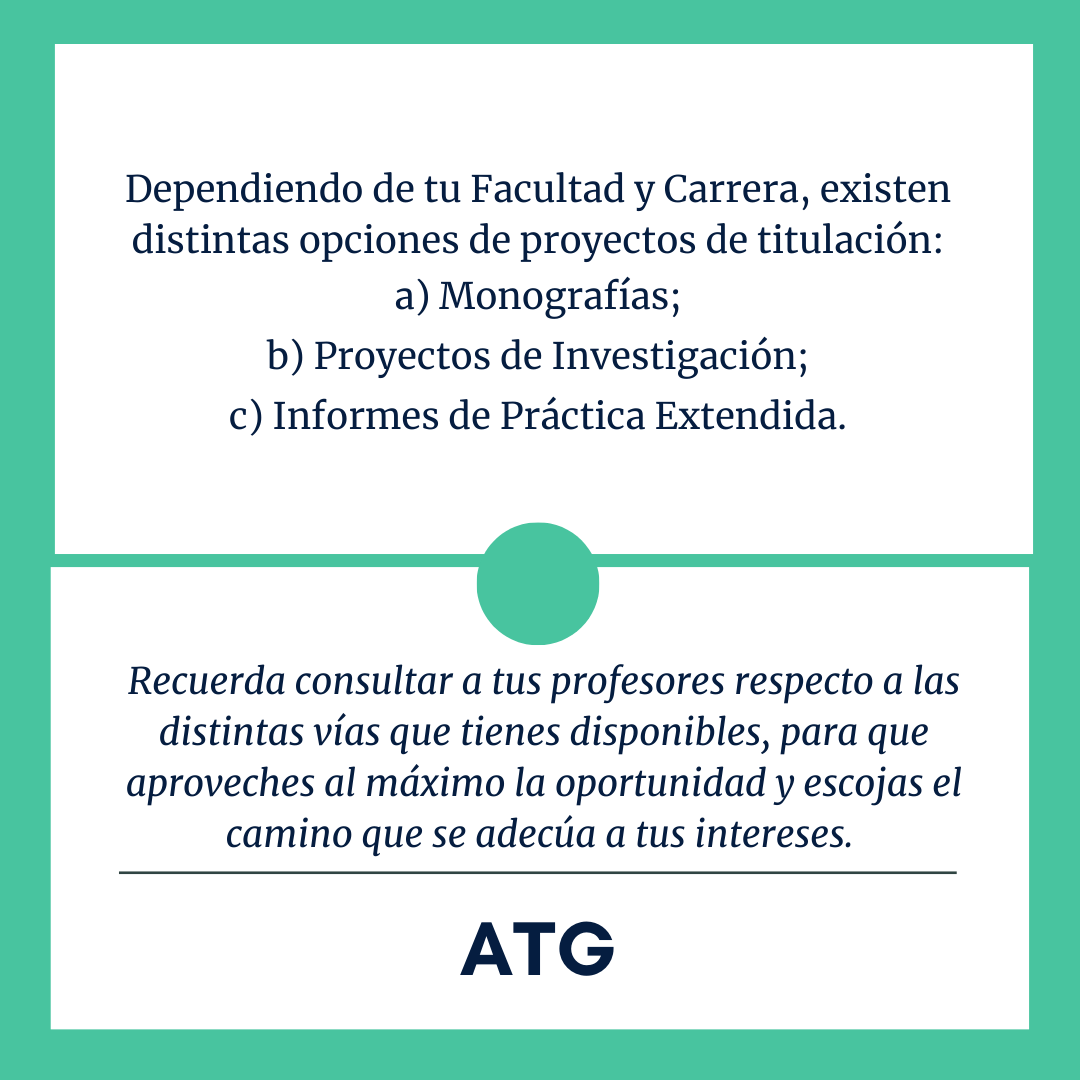 Dependiendo de tu Facultad y Carrera, existen
distintas opciones de proyectos de titulación:
a) Monografías;
b) Proyectos de Investigación;
c) Informes de Práctica Extendida.
Recuerda consultar a tus profesores respecto a las
distintas vías que tienes disponibles, para que
aproveches al máximo la oportunidad y escojas el
camino que se adecúa a tus intereses.
ATG